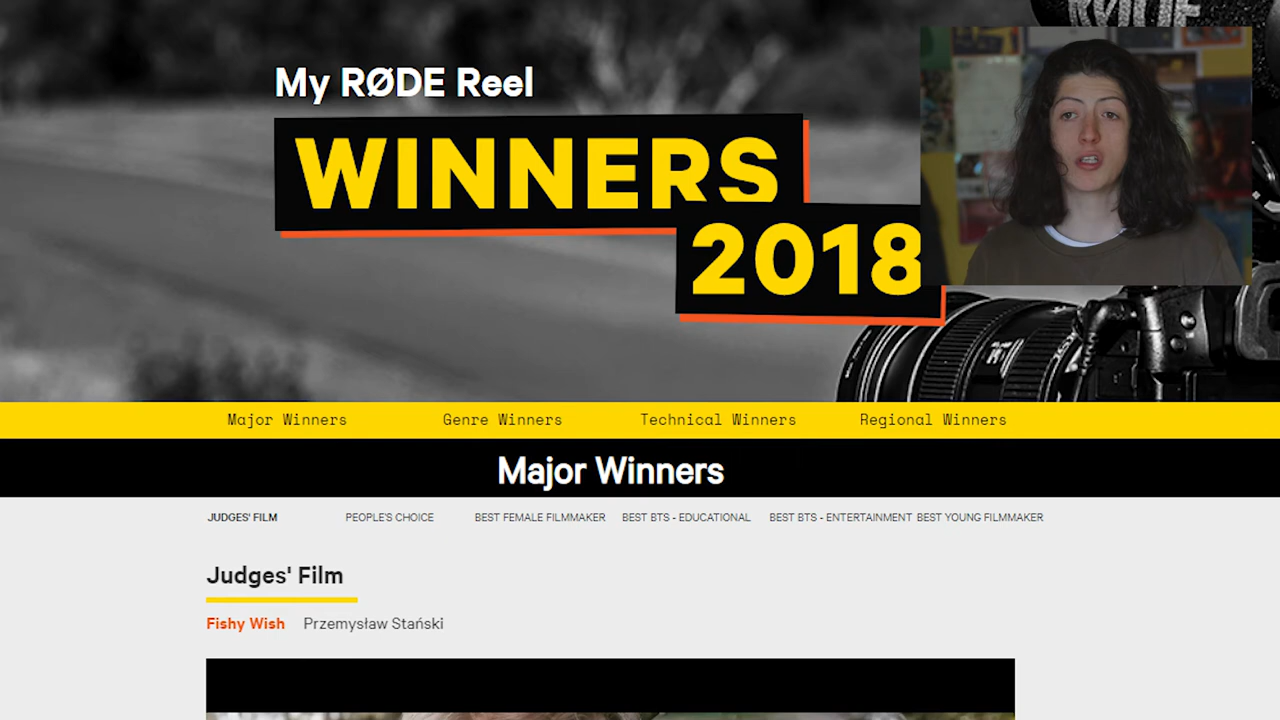 RØDE
My RØDE Reel
WINNERS
2018
Major Winners Genre Winners Technical Winners Regional Winners
Major Winners
JUDGES' FILM PEOPLE'S CHOICE BEST FEMALE FILMMAKER BEST BTS - EDUCATIONAL BEST BTS - ENTERTAINMENT BEST YOUNG FILMMAKER
Judges' Film
Fishy Wish Przemysław Stański